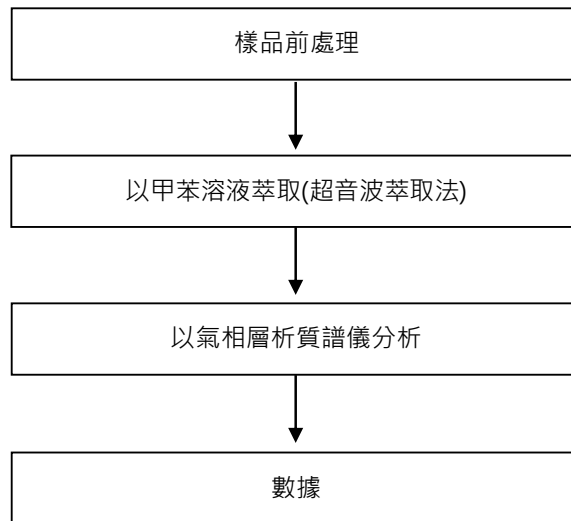 樣品前處理
以甲苯溶液萃取(超音波萃取法)
以氣相層析質譜儀分析
數據